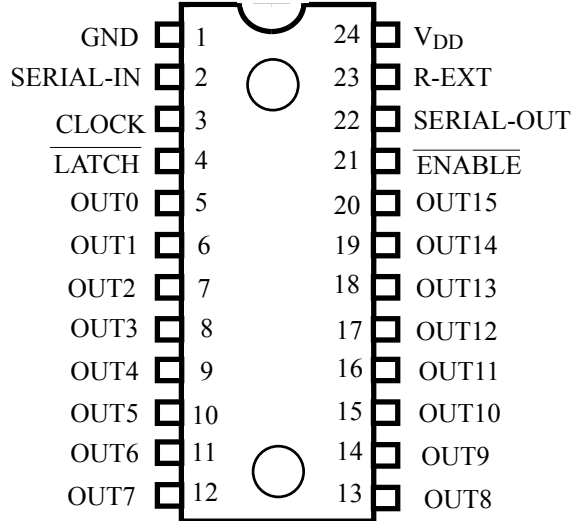 GND 1 24 VDD
SERIAL-IN 2 23 R-EXT
CLOCK 3 22 SERIAL-OUT
LATCH 4 21 ENABLE
OUT0 5 20 OUT15
OUT1 6 19 OUT14
OUT2 7 18 OUT13
OUT3 8 17 OUT12
OUT4 9 16 OUT11
OUT5 10 15 OUT10
OUT6 11 14 OUT9
OUT7 12 13 OUT8